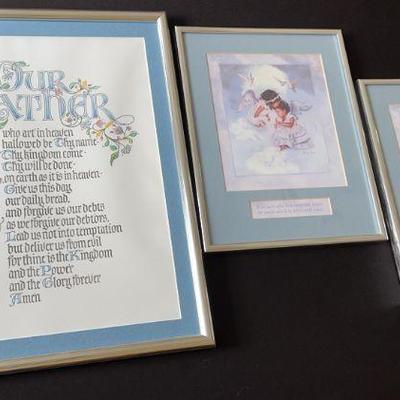 OUR
FATHER
who art in heaven
hallowed be Thy name
Thy kingdom come
Thy will be done
on earth as it is in heaven
Give us this day
our daily bread,
and forgive us our debts
as we forgive our debtors,
Lead us not into temptation
but deliver us from evil
for thine is the Kingdom
and the Power
and the Glory forever
Amen